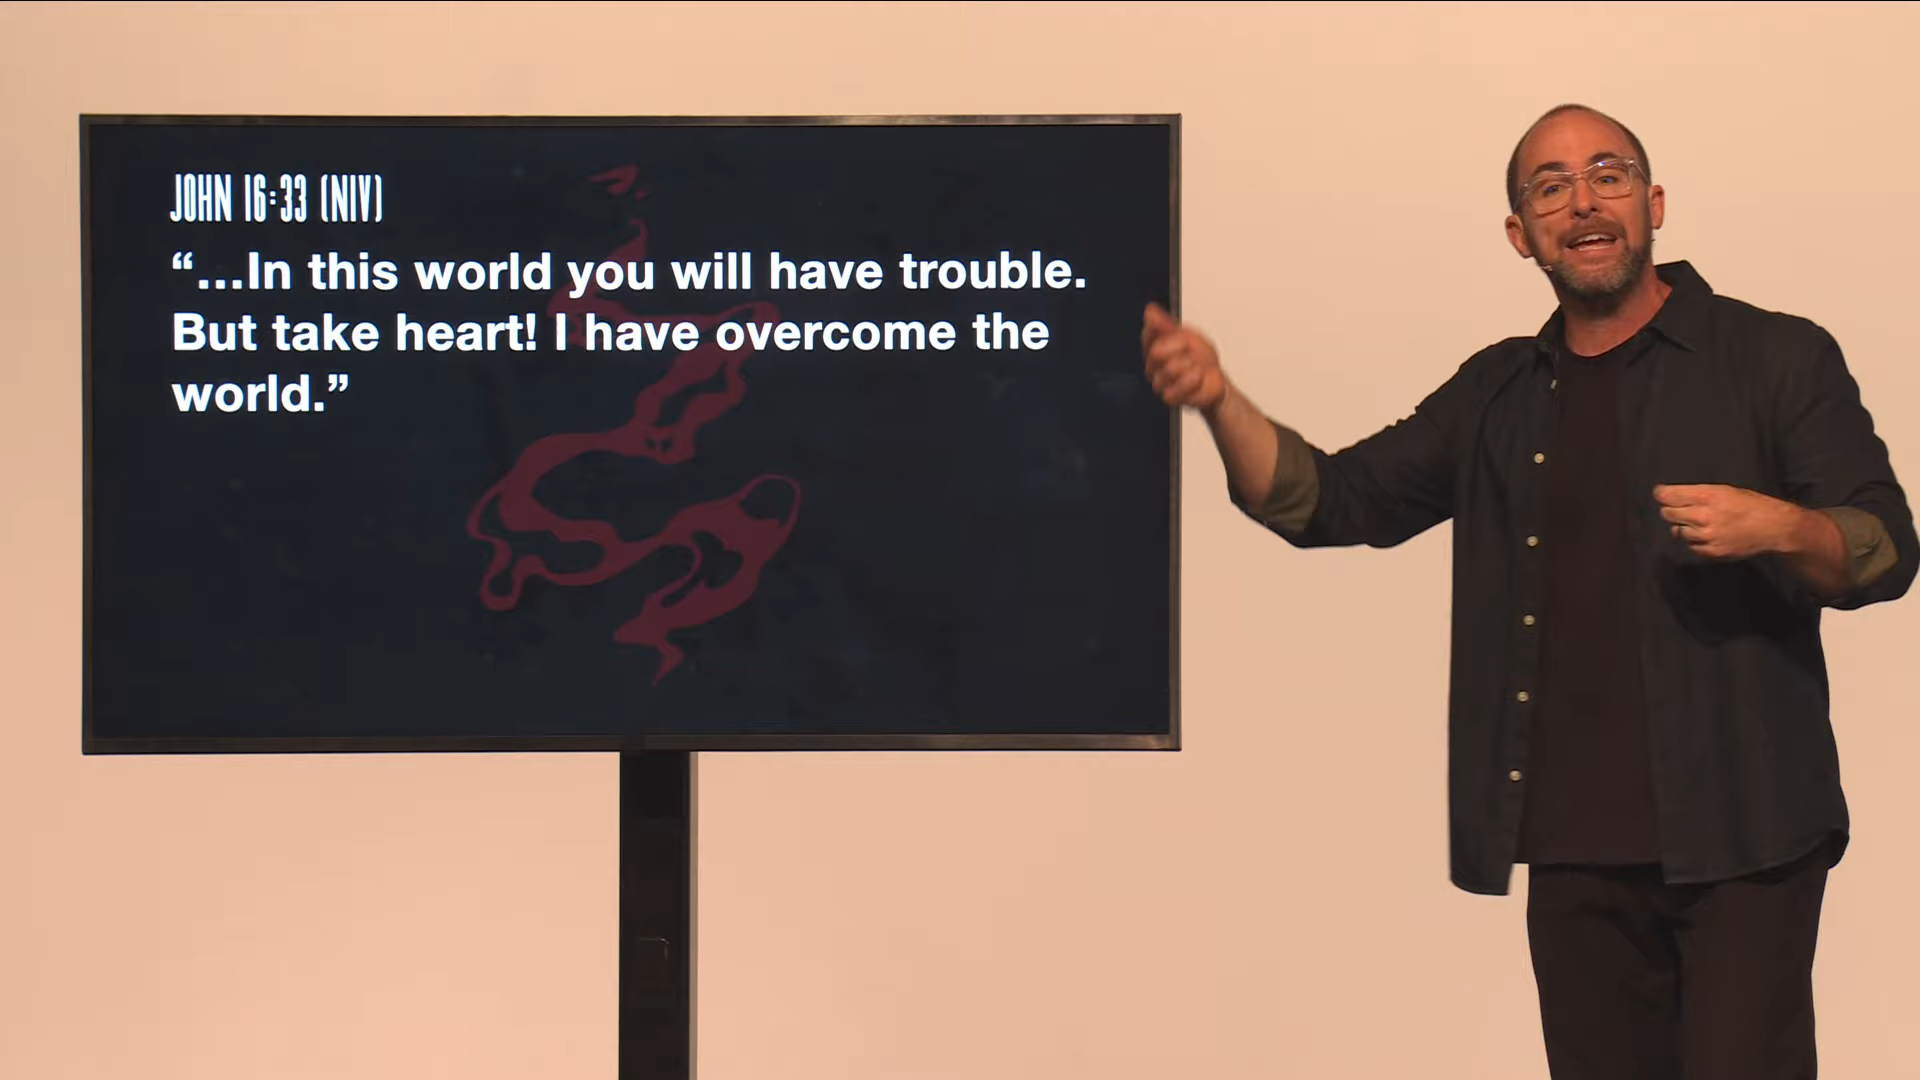 JOHN 16:33 (NIV)
“...In this world you will have trouble.
But take heart! I have overcome the
world.”